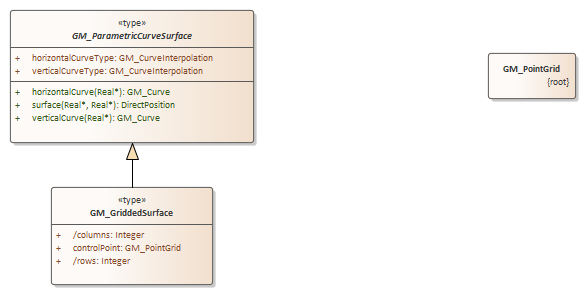 «type»
GM_ParametricCurveSurface
+ horizontalCurveType: GM_CurveInterpolation
+ verticalCurveType: GM_CurveInterpolation
+ horizontalCurve(Real*): GM_Curve
+ surface(Real*, Real*): DirectPosition
+ verticalCurve(Real*): GM_Curve
GM_PointGrid
{root}
«type»
GM_GriddedSurface
+ /columns: Integer
+ controlPoint: GM_PointGrid
+ /rows: Integer